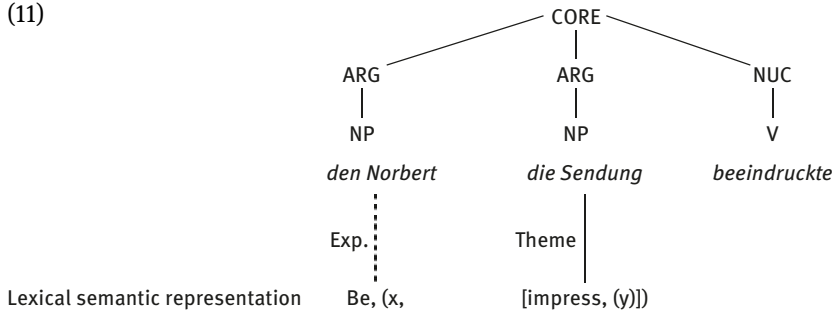 (11)
CORE
ARG ARG NUC
NP NP V
den Norbert die Sendung beeindruckte
Exp. Theme
Lexical semantic representation Be, (x, [impress, (y)])